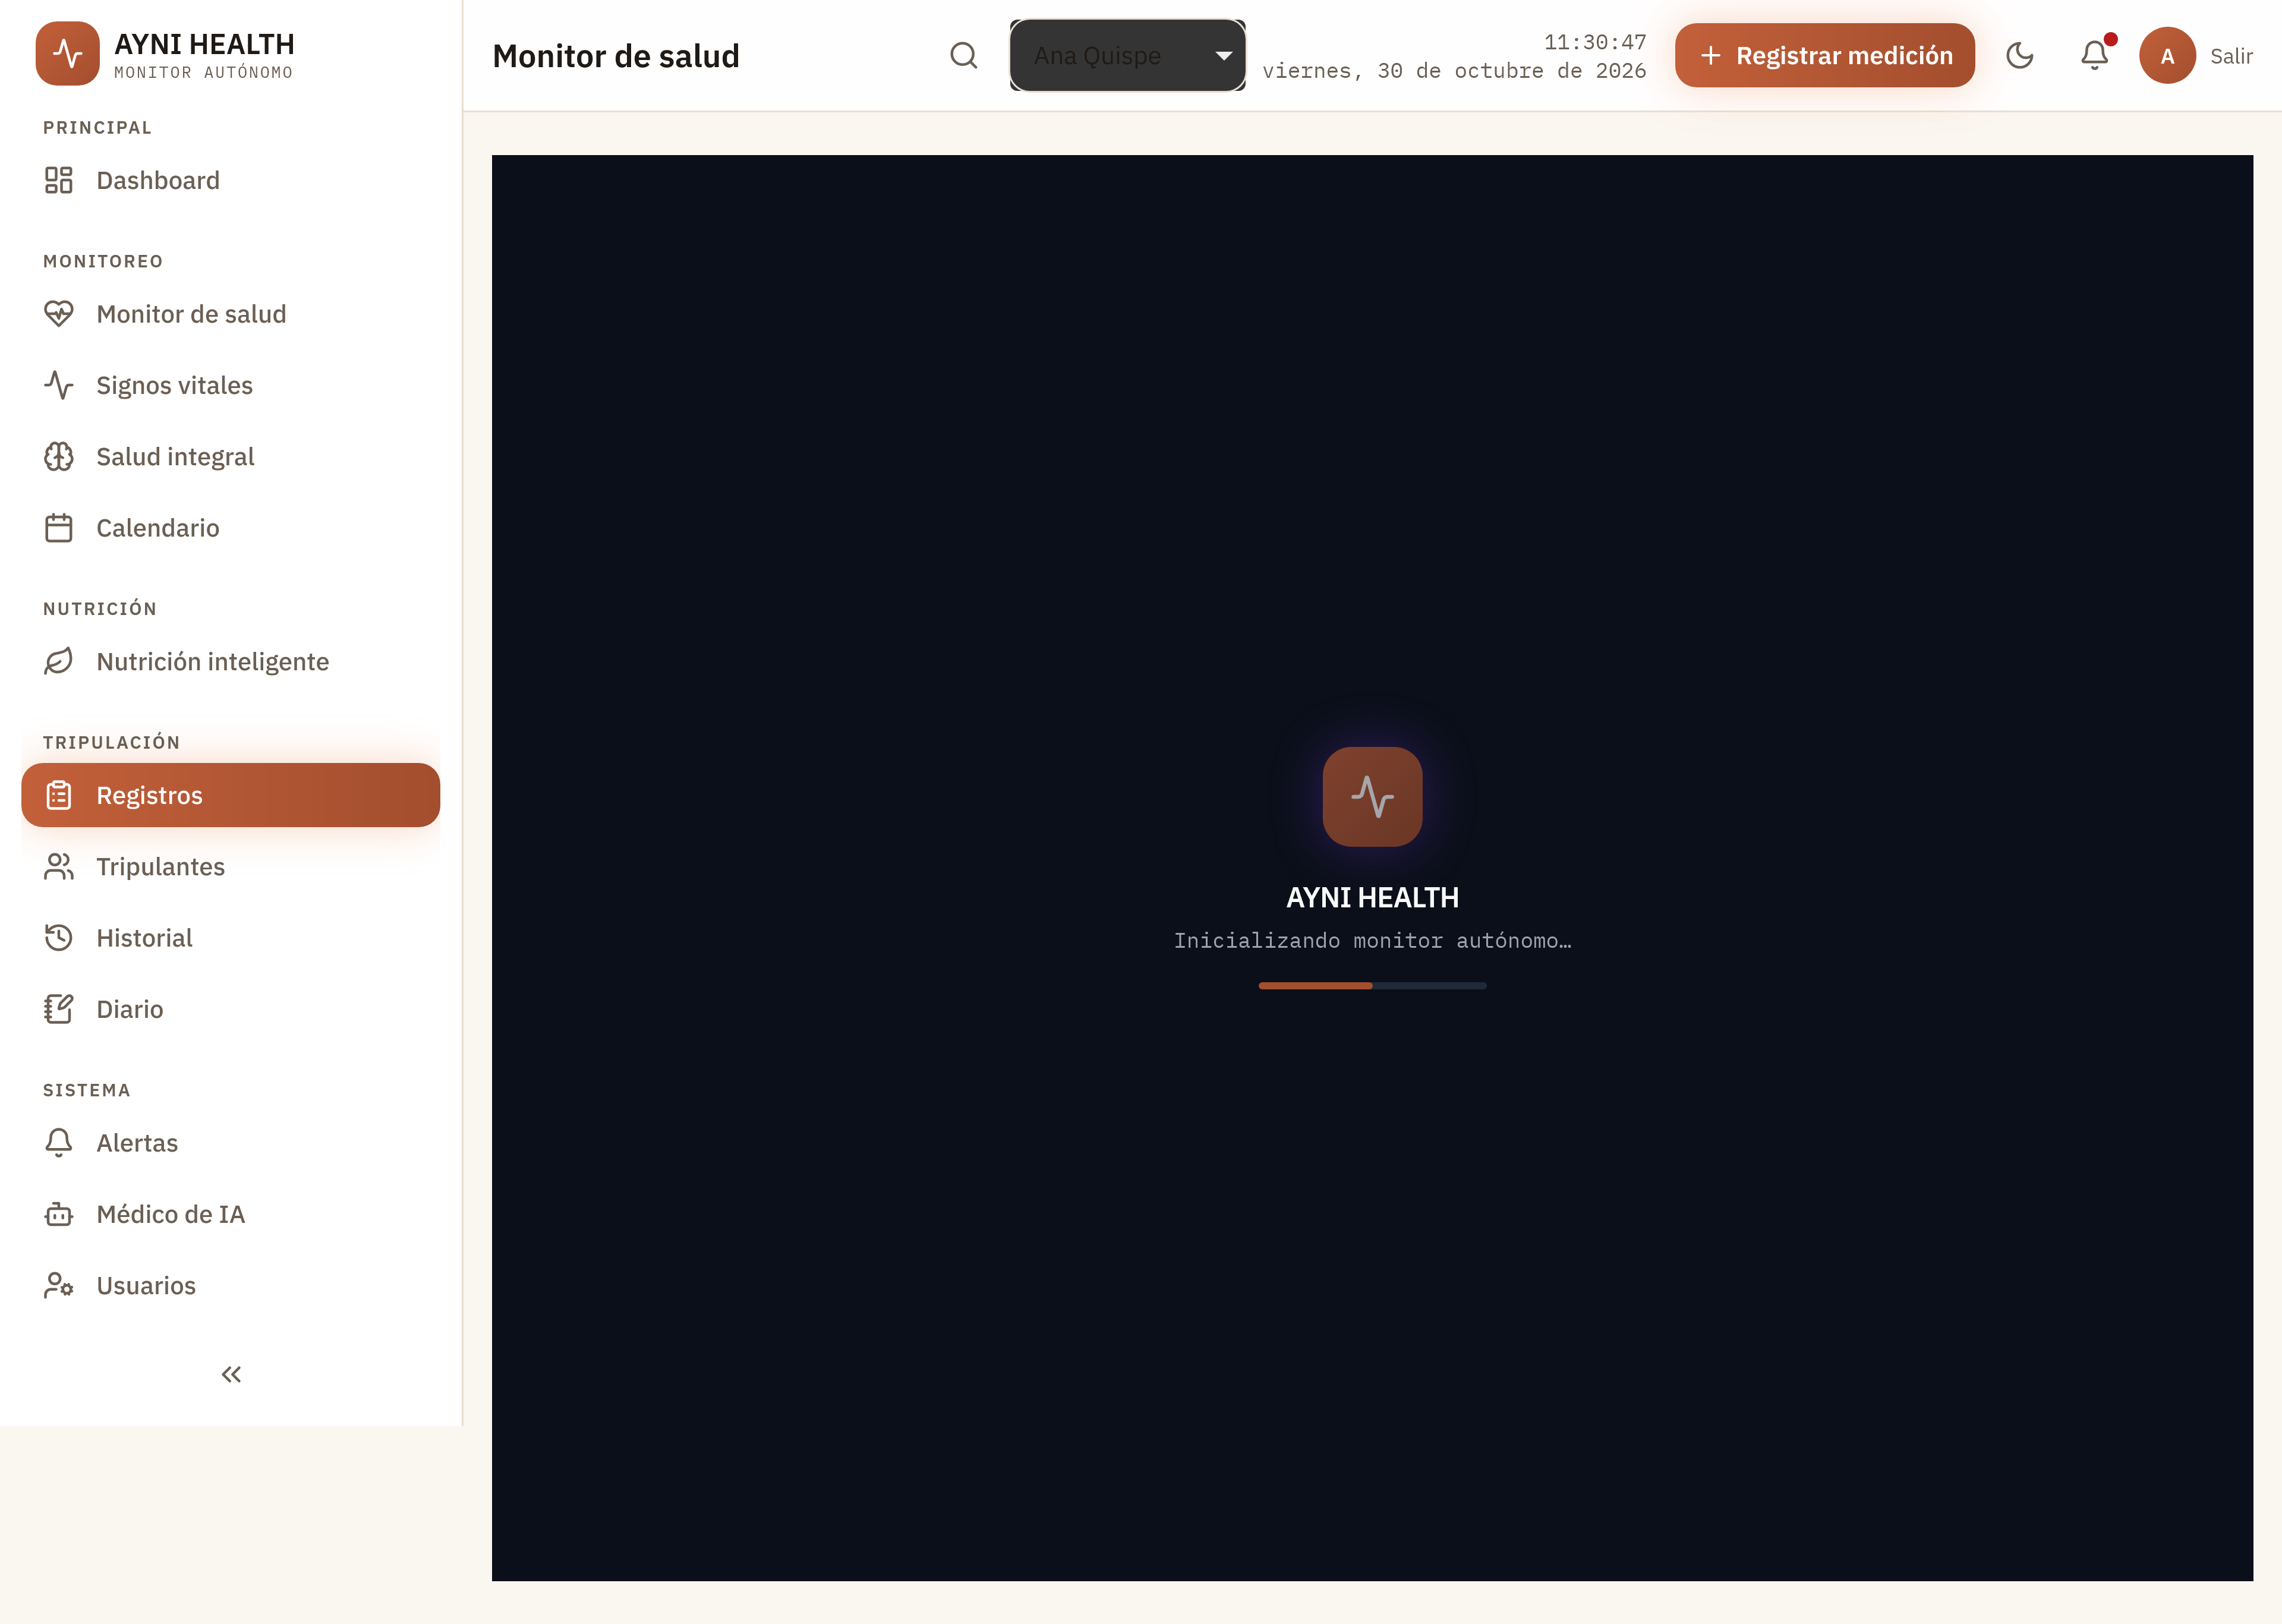 AYNI HEALTH
MONITOR AUTÓNOMO
PRINCIPAL
Dashboard
MONITOREO
Monitor de salud
Signos vitales
Salud integral
Calendario
NUTRICIÓN
Nutrición inteligente
TRIPULACIÓN
Registros
Tripulantes
Historial
Diario
SISTEMA
Alertas
Médico de IA
Usuarios
Monitor de salud
Ana Quispe
11:30:47
viernes, 30 de octubre de 2026
Registrar medición
A
Salir
AYNI HEALTH
Inicializando monitor autónomo…